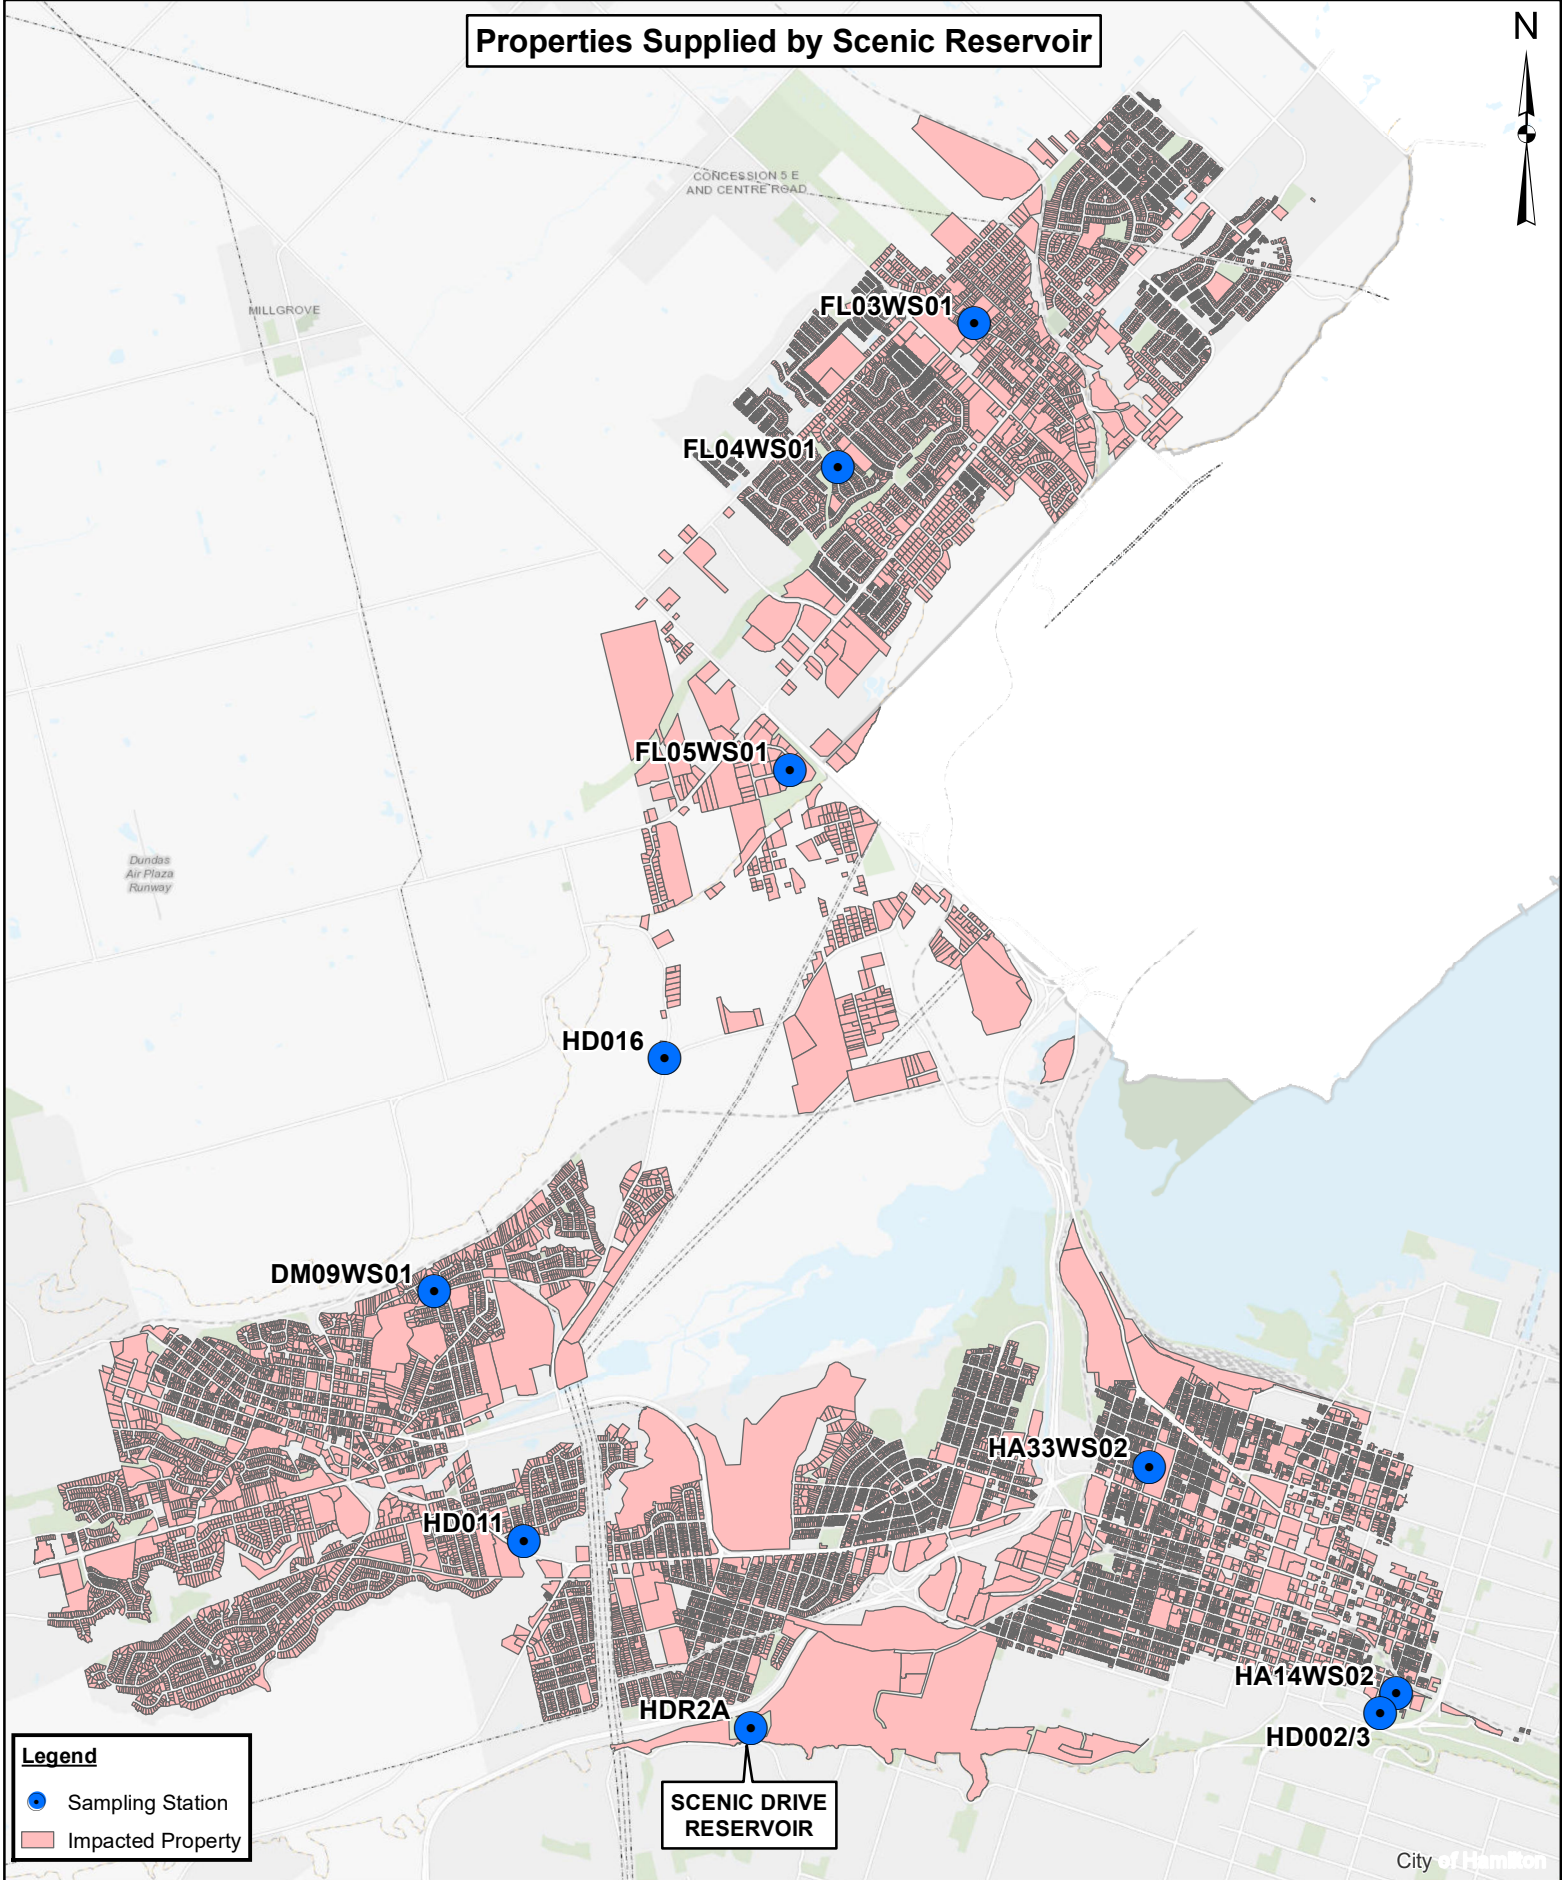 Properties Supplied by Scenic Reservoir
N
CONCESSION 5 E
AND CENTRE ROAD
MILLGROVE
FL03WS01
FL04WS01
FL05WS01
Dundas
Air Plaza
Runway
HD016
DM09WS01
HA33WS02
HD011
HA14WS02
HDR2A
HD002/3
SCENIC DRIVE
RESERVOIR
Legend
Sampling Station
Impacted Property
City of Hamilton